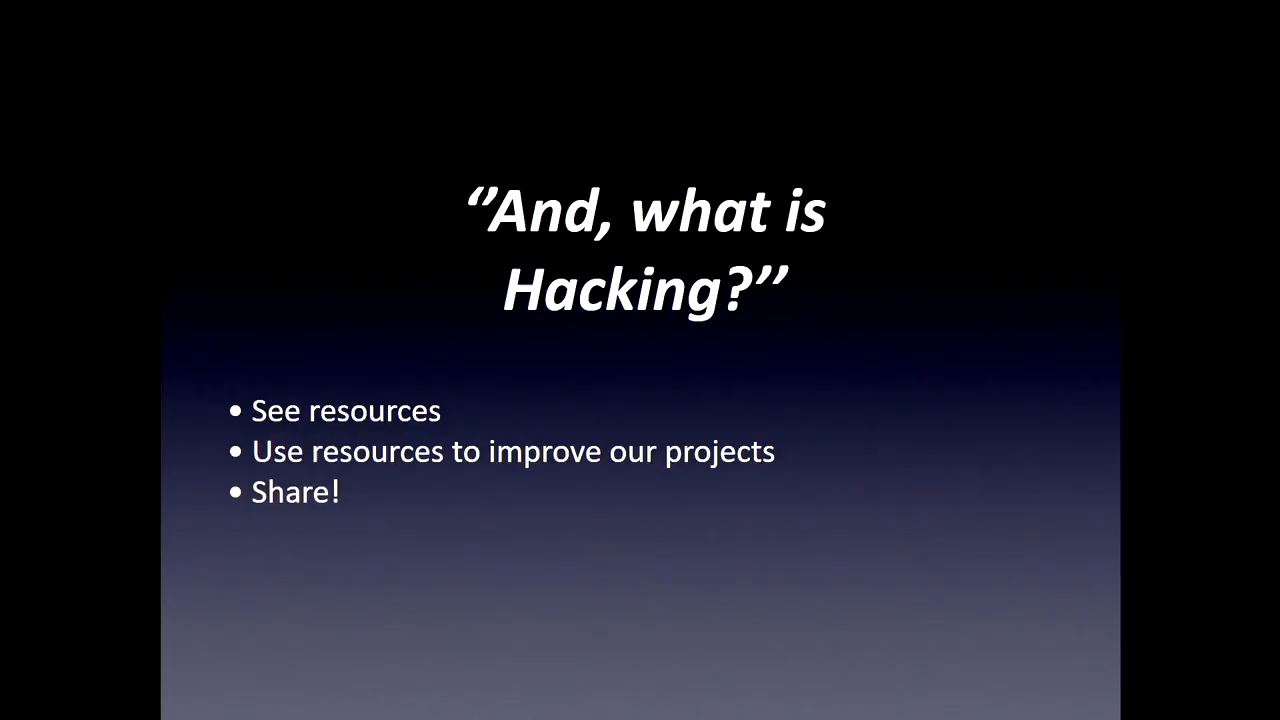 ‘’And, what is
Hacking?’’
• See resources
• Use resources to improve our projects
• Share!